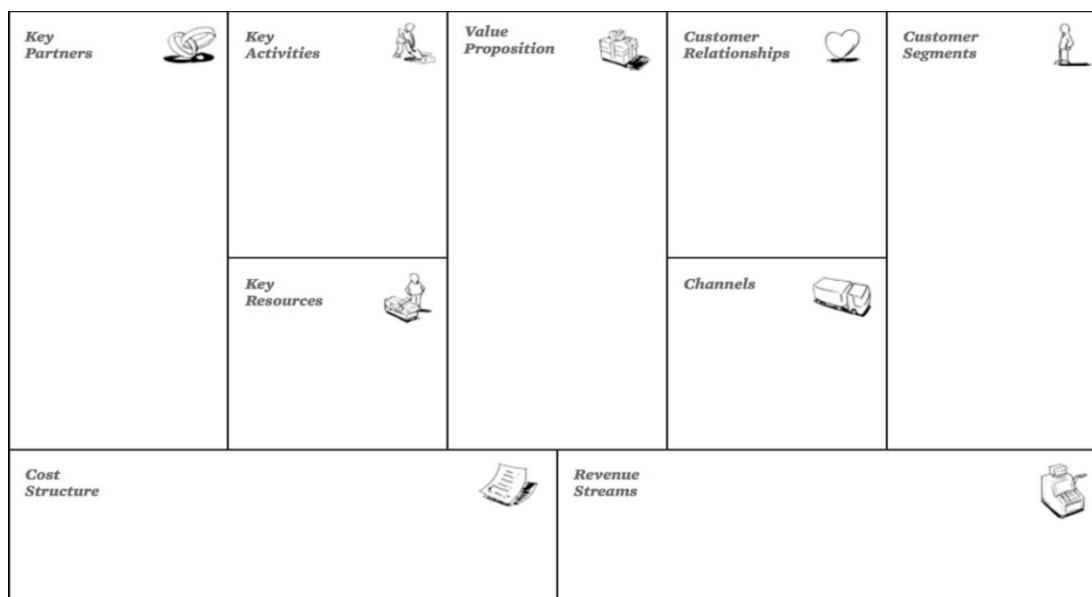 Key
Partners
Key
Activities
Value
Proposition
Customer
Relationships
Customer
Segments
Key
Resources
Channels
Cost
Structure
Revenue
Streams